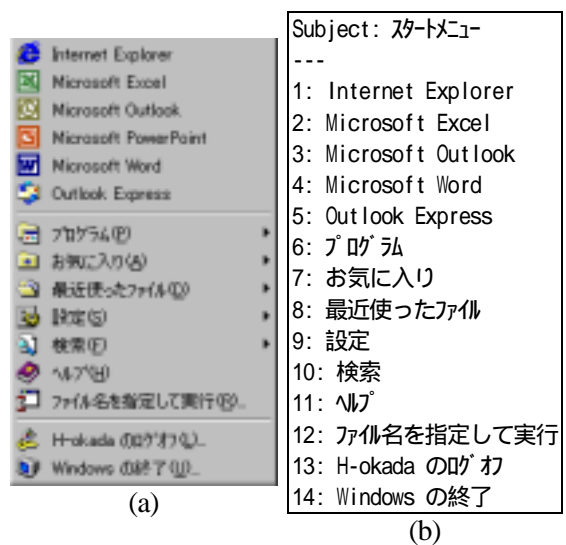 Internet Explorer
Microsoft Excel
Microsoft Outlook
Microsoft PowerPoint
Microsoft Word
Outlook Express
ﾌﾟﾛｸﾞﾗﾑ(P)
お気に入り(A)
最近使ったﾌｧｲﾙ(D)
設定(S)
検索(F)
ﾍﾙﾌﾟ(H)
ﾌｧｲﾙ名を指定して実行(R)...
H-okada のﾛｸﾞｵﾌ(L)...
Windows の終了(U)...
(a)
Subject: ｽﾀｰﾄﾒﾆｭｰ
---
1: Internet Explorer
2: Microsoft Excel
3: Microsoft Outlook
4: Microsoft Word
5: Outlook Express
6: ﾌﾟﾛｸﾞﾗﾑ
7: お気に入り
8: 最近使ったﾌｧｲﾙ
9: 設定
10: 検索
11: ﾍﾙﾌﾟ
12: ﾌｧｲﾙ名を指定して実行
13: H-okada のﾛｸﾞｵﾌ
14: Windows の終了
(b)